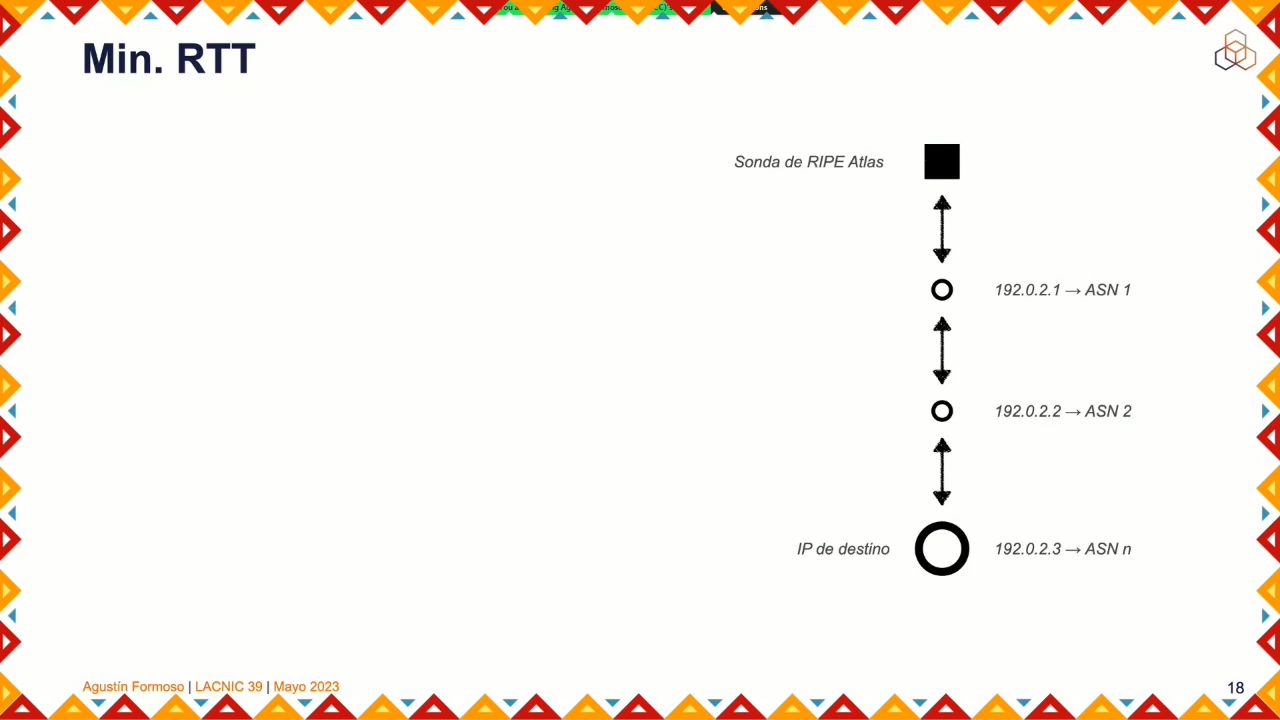 Min. RTT
Sonda de RIPE Atlas
192.0.2.1 → ASN 1
192.0.2.2 → ASN 2
IP de destino
192.0.2.3 → ASN n
Agustín Formoso | LACNIC 39 | Mayo 2023
18